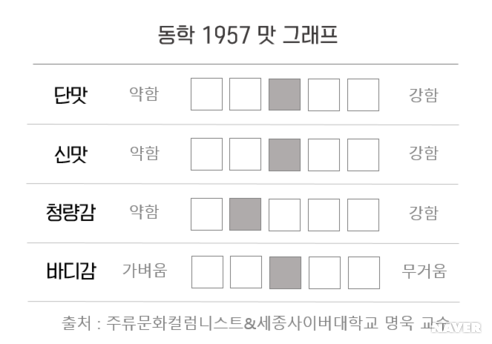 동학 1957 맛 그래프
단맛 약함 강함
신맛 약함 강함
청량감 약함 강함
바디감 가벼움 무거움
출처 : 주류문화컬럼니스트&세종사이버대학교 명욱 교수
NAVER